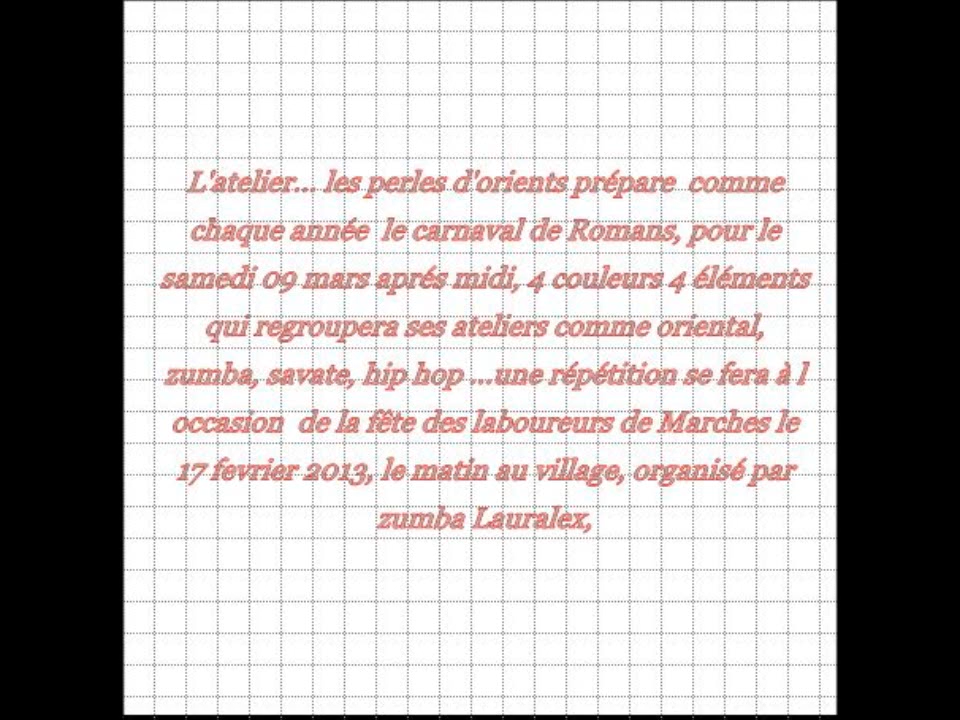 L'atelier... les perles d'orients prépare  comme
chaque année  le carnaval de Romans, pour le
samedi 09 mars aprés midi, 4 couleurs 4 éléments
qui regroupera ses ateliers comme oriental,
zumba, savate, hip hop ...une répétition se fera à l
occasion  de la fête des laboureurs de Marches le
17 fevrier 2013, le matin au village, organisé par
zumba Lauralex,